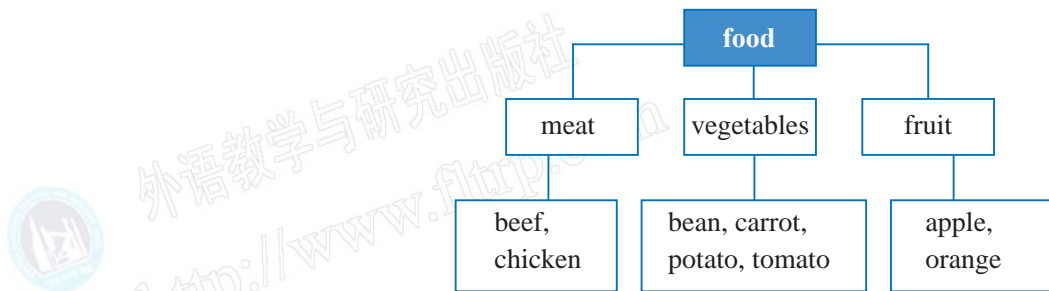 food
meat
vegetables
fruit
beef,
chicken
bean, carrot,
potato, tomato
apple,
orange
外语教学与研究出版社
http://www.fltrp.com